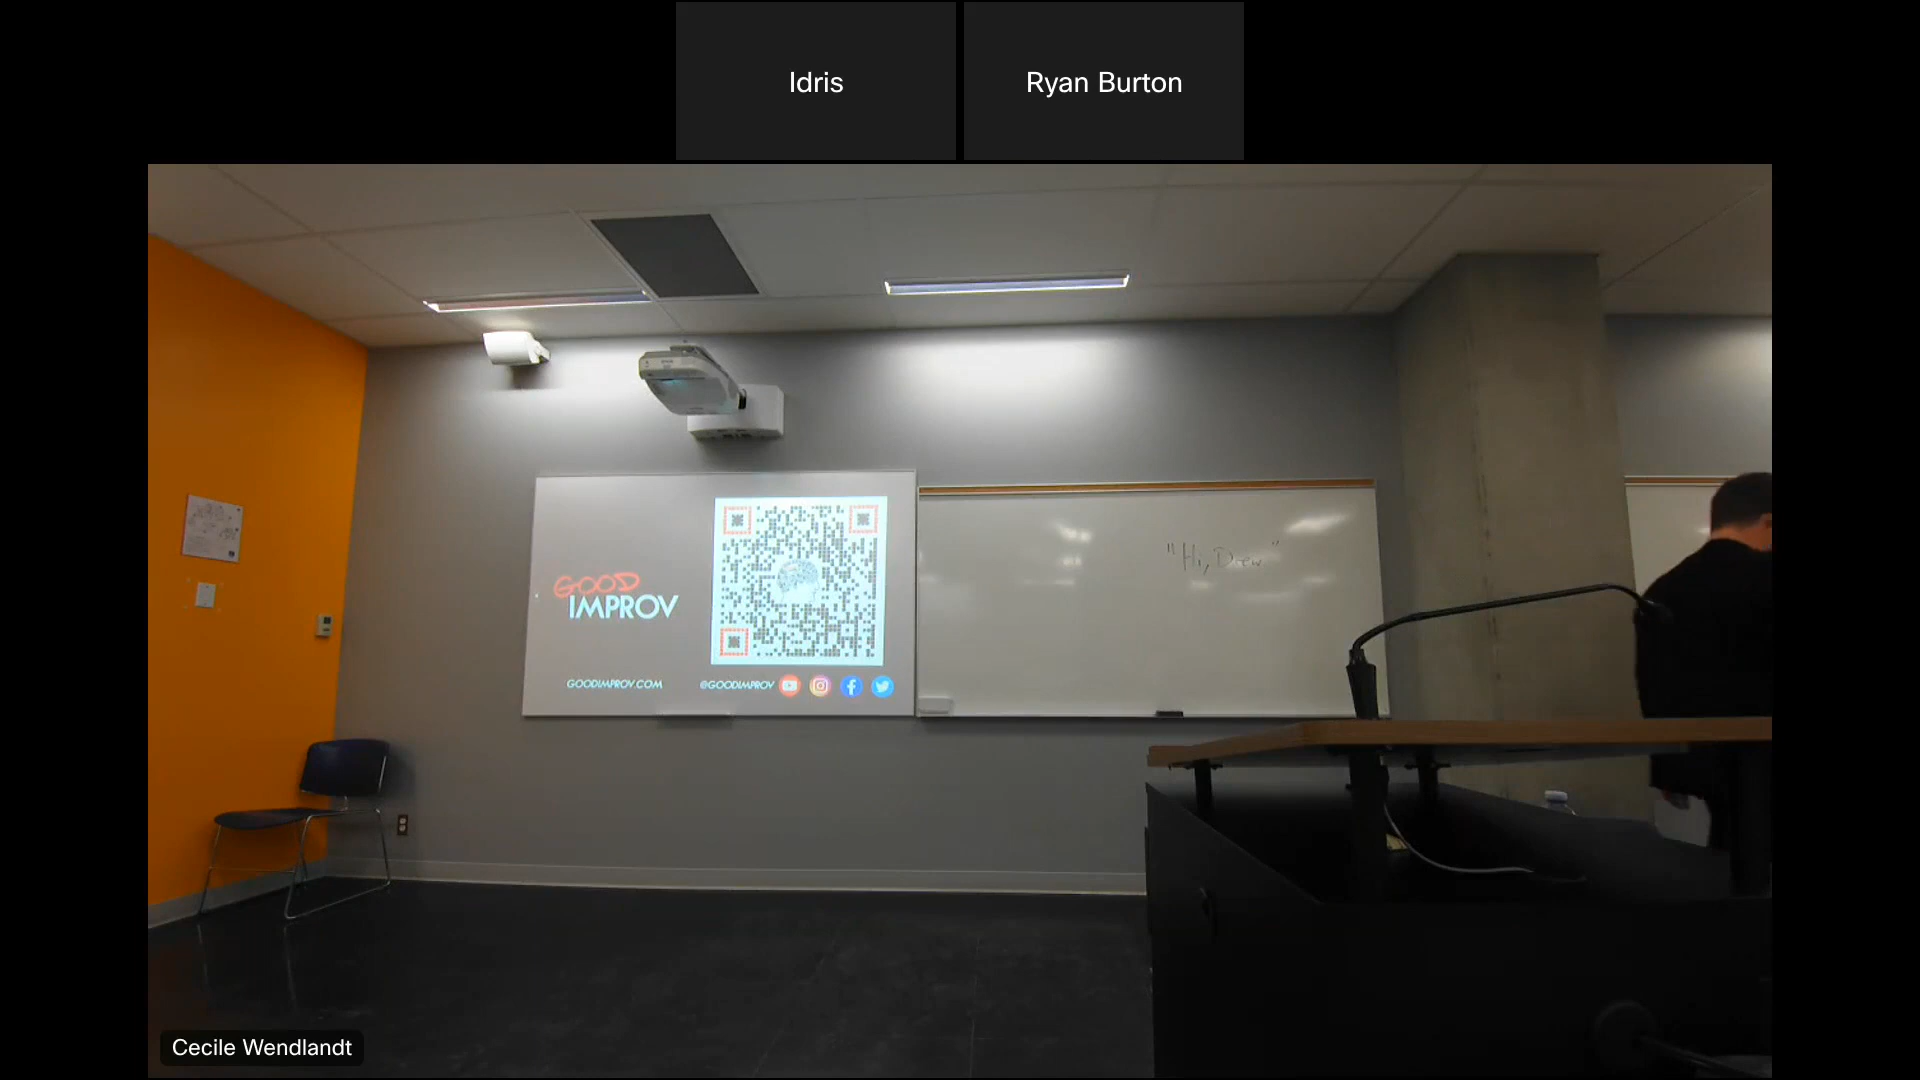 Idris
Ryan Burton
"Hi, Drew"
GOOD
IMPROV
GOODIMPROV.COM
@GOODIMPROV
Cecile Wendlandt